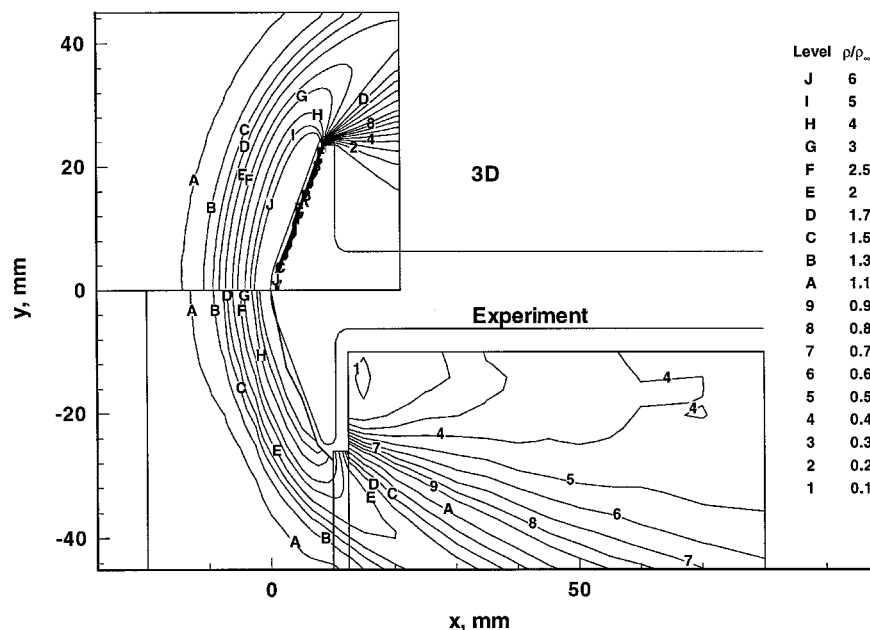 Level ρ/ρ∞
J 6
I 5
H 4
G 3
F 2.5
E 2
D 1.7
C 1.5
B 1.3
A 1.1
9 0.9
8 0.8
7 0.7
6 0.6
5 0.5
4 0.4
3 0.3
2 0.2
1 0.1
40
20
0
-20
-40
y, mm
0
50
x, mm
3D
Experiment
D
G
H
8
C
I
4
D
2
A
E
F
B
J
A
B
D
G
F
H
1
4
C
4
4
E
7
D
9
C
5
E
A
6
8
A
B
7